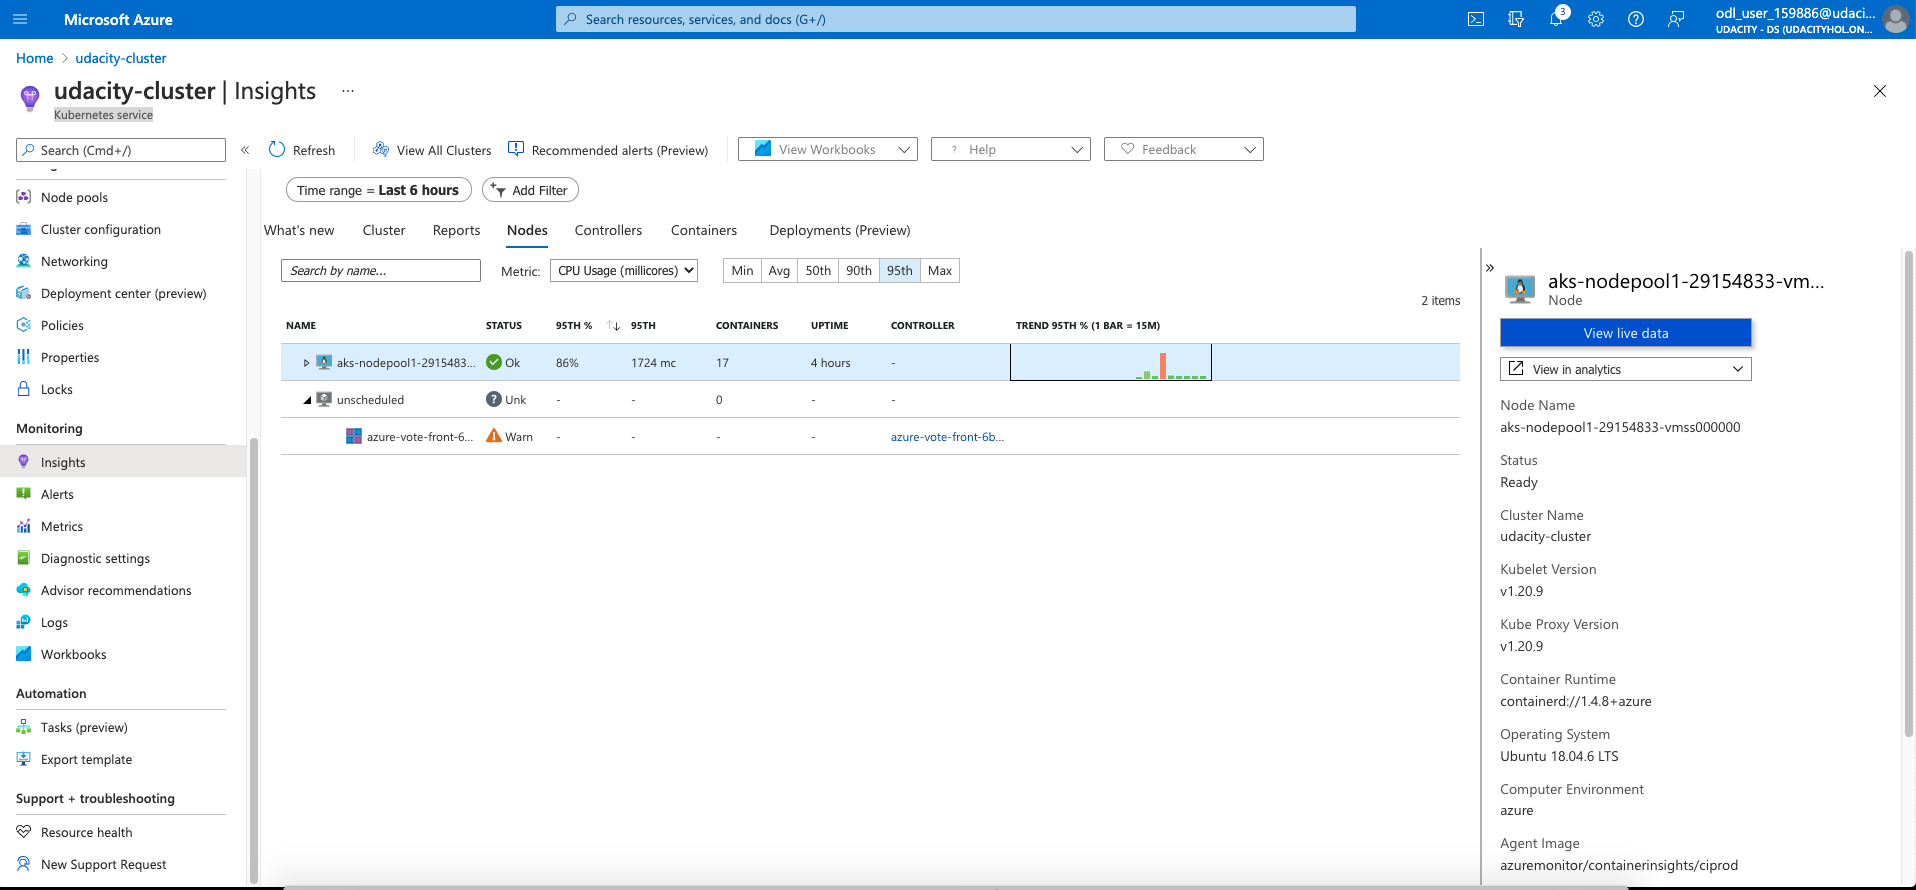 Microsoft Azure
Search resources, services, and docs (G+/)
3
odl_user_159886@udaci...
UDACITY - DS (UDACITYHOL.ON...
Home > udacity-cluster
udacity-cluster | Insights ...
Kubernetes service
Search (Cmd+/)
«
Refresh
View All Clusters
Recommended alerts (Preview)
View Workbooks
? Help
Feedback
Node pools
Cluster configuration
Networking
Deployment center (preview)
Policies
Properties
Locks
Monitoring
Insights
Alerts
Metrics
Diagnostic settings
Advisor recommendations
Logs
Workbooks
Automation
Tasks (preview)
Export template
Support + troubleshooting
Resource health
New Support Request
Time range = Last 6 hours
Add Filter
What's new Cluster Reports Nodes Controllers Containers Deployments (Preview)
Search by name...
Metric: CPU Usage (millicores)
Min Avg 50th 90th 95th Max
2 items
NAME STATUS 95TH % ↑↓ 95TH CONTAINERS UPTIME CONTROLLER TREND 95TH % (1 BAR = 15M)
aks-nodepool1-2915483... Ok 86% 1724 mc 17 4 hours -
unscheduled ? Unk - - 0 - -
azure-vote-front-6... Warn - - - - azure-vote-front-6b...
»
aks-nodepool1-29154833-vm...
Node
View live data
View in analytics
Node Name
aks-nodepool1-29154833-vmss000000
Status
Ready
Cluster Name
udacity-cluster
Kubelet Version
v1.20.9
Kube Proxy Version
v1.20.9
Container Runtime
containerd://1.4.8+azure
Operating System
Ubuntu 18.04.6 LTS
Computer Environment
azure
Agent Image
azuremonitor/containerinsights/ciprod